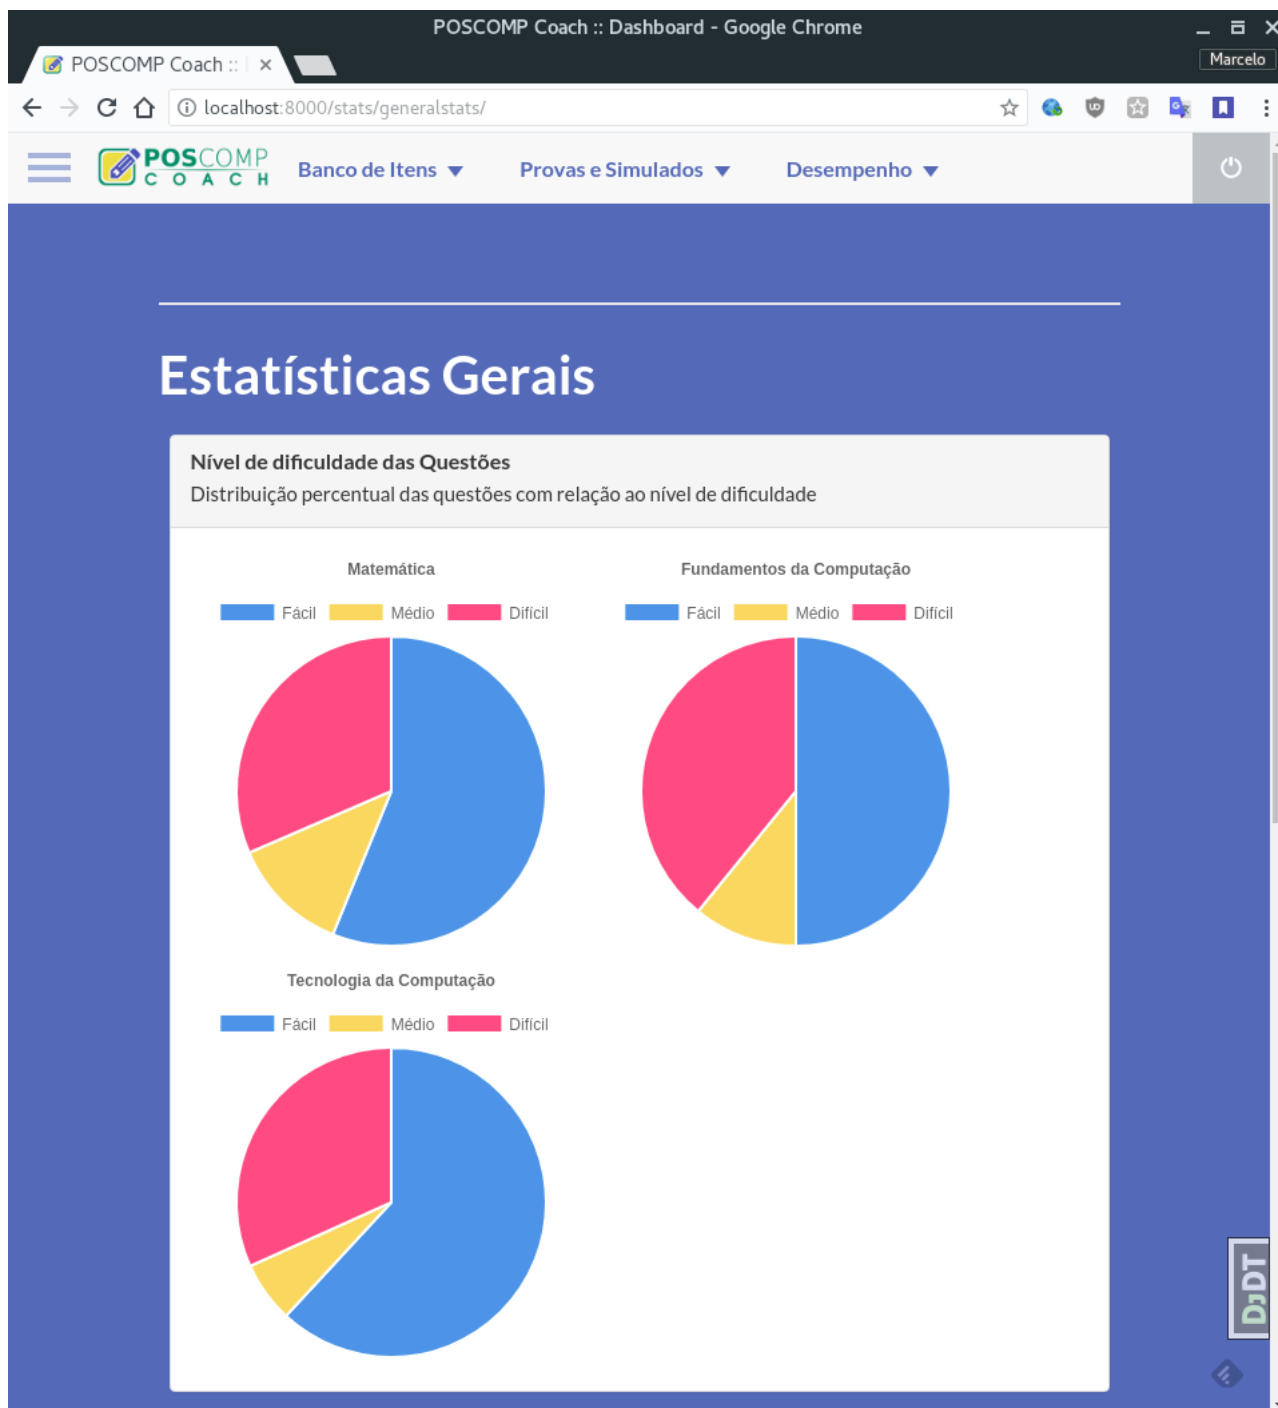 POSCOMP Coach :: Dashboard - Google Chrome
Marcelo
POSCOMP Coach ::
localhost:8000/stats/generalstats/
POSCOMP
COACH
Banco de Itens
Provas e Simulados
Desempenho
Estatísticas Gerais
Nível de dificuldade das Questões
Distribuição percentual das questões com relação ao nível de dificuldade
Matemática
Fácil Médio Difícil
Fundamentos da Computação
Fácil Médio Difícil
Tecnologia da Computação
Fácil Médio Difícil
DjDT